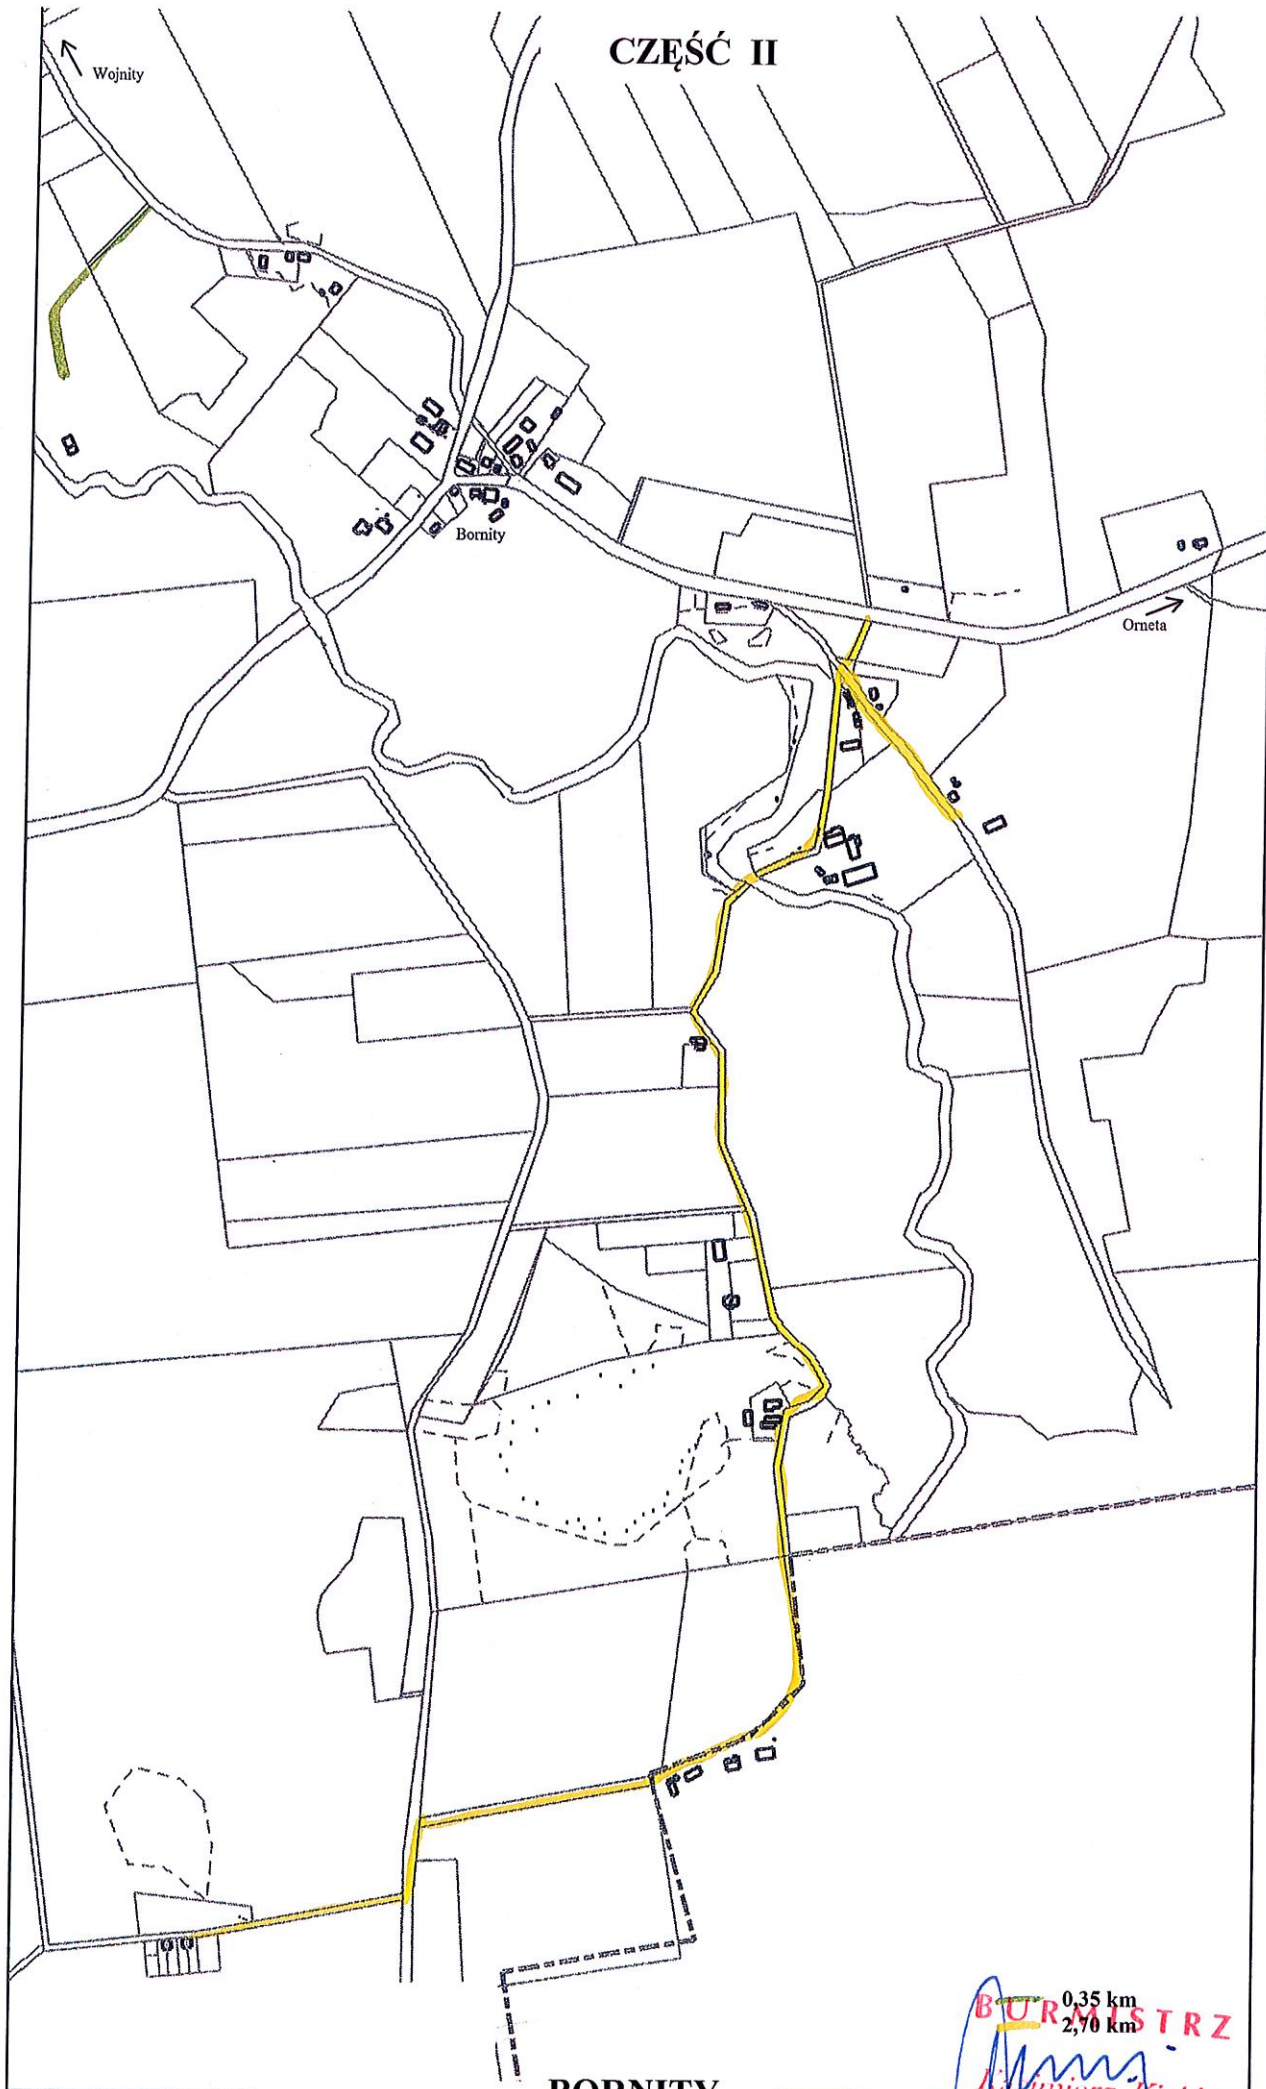 CZĘŚĆ II
Wojnity
Bornity
Orneta
0,35 km
BURMISTRZ
2,70 km
BORNITY